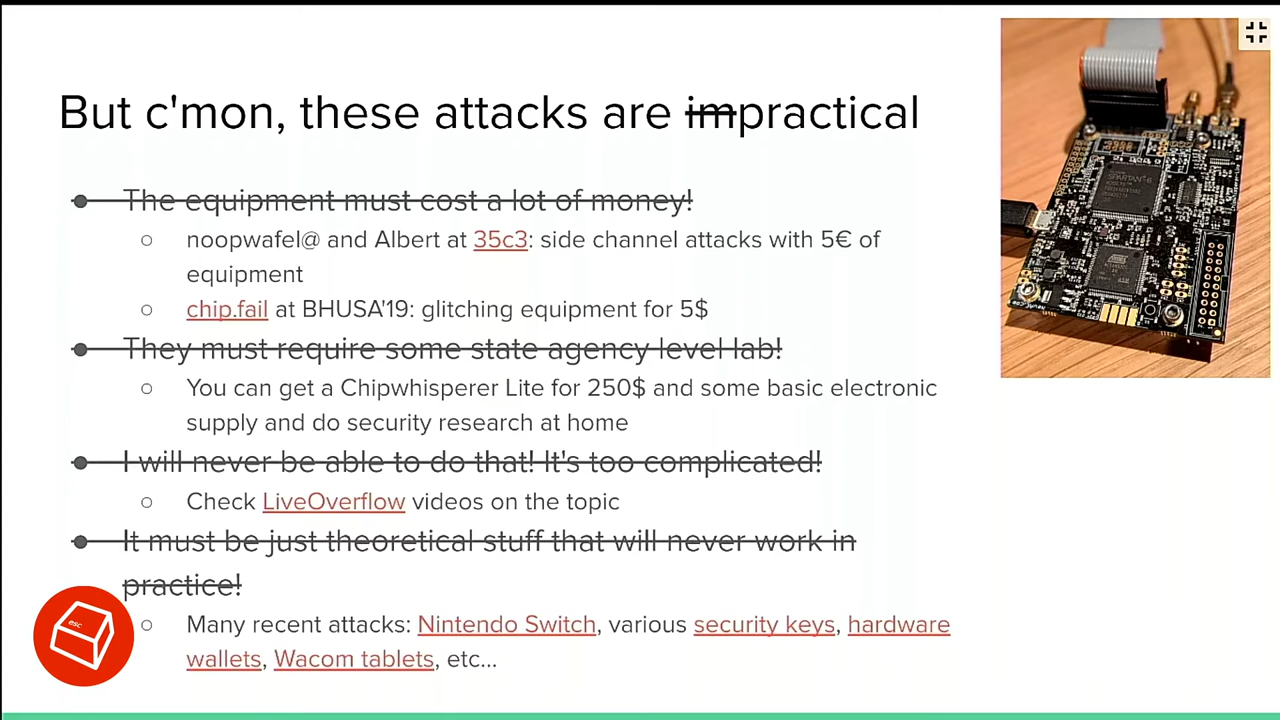 But c'mon, these attacks are impractical
The equipment must cost a lot of money!
noopwafel@ and Albert at 35c3: side channel attacks with 5€ of
equipment
chip.fail at BHUSA'19: glitching equipment for 5$
They must require some state agency level lab!
You can get a Chipwhisperer Lite for 250$ and some basic electronic
supply and do security research at home
I will never be able to do that! It's too complicated!
Check LiveOverflow videos on the topic
It must be just theoretical stuff that will never work in
practice!
Many recent attacks: Nintendo Switch, various security keys, hardware
wallets, Wacom tablets, etc...
esc
SPARTAN-6